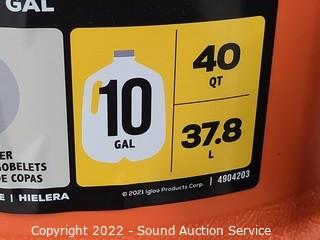 GAL
10
GAL
40
QT
37.8
L
GOBELETS
DE COPAS
E | HIELERA
© 2021 Igloo Products Corp. | 4904203
Copyright 2022 - Sound Auction Service